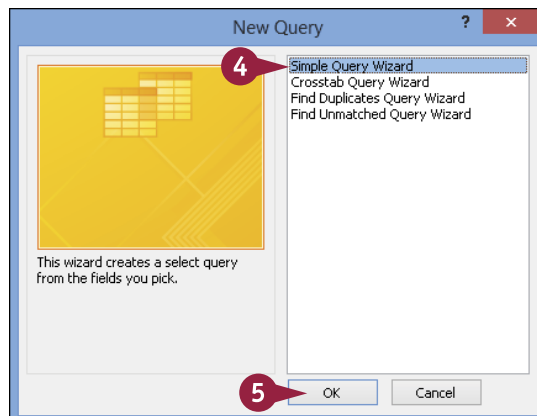 New Query
?
×
4
Simple Query Wizard
Crosstab Query Wizard
Find Duplicates Query Wizard
Find Unmatched Query Wizard
This wizard creates a select query
from the fields you pick.
5
OK
Cancel